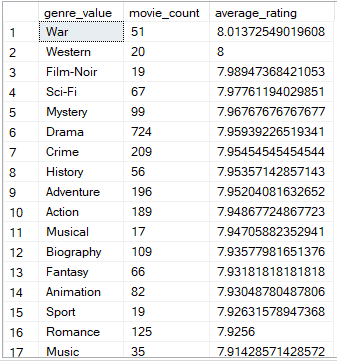 genre_value movie_count average_rating
1 War 51 8.01372549019608
2 Western 20 8
3 Film-Noir 19 7.98947368421053
4 Sci-Fi 67 7.97761194029851
5 Mystery 99 7.96767676767677
6 Drama 724 7.95939226519341
7 Crime 209 7.95454545454544
8 History 56 7.95357142857143
9 Adventure 196 7.95204081632652
10 Action 189 7.94867724867723
11 Musical 17 7.94705882352941
12 Biography 109 7.93577981651376
13 Fantasy 66 7.93181818181818
14 Animation 82 7.93048780487806
15 Sport 19 7.92631578947368
16 Romance 125 7.9256
17 Music 35 7.91428571428572